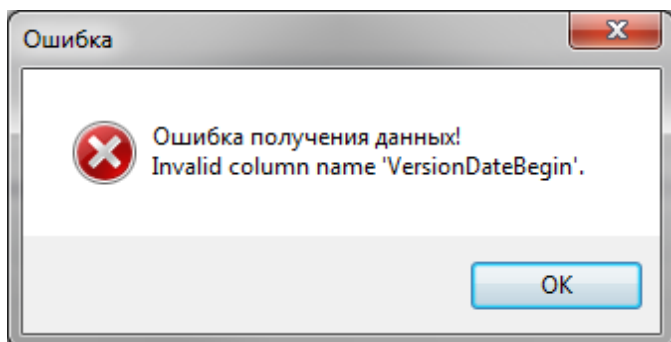 Ошибка
Ошибка получения данных!
Invalid column name 'VersionDateBegin'.
OK